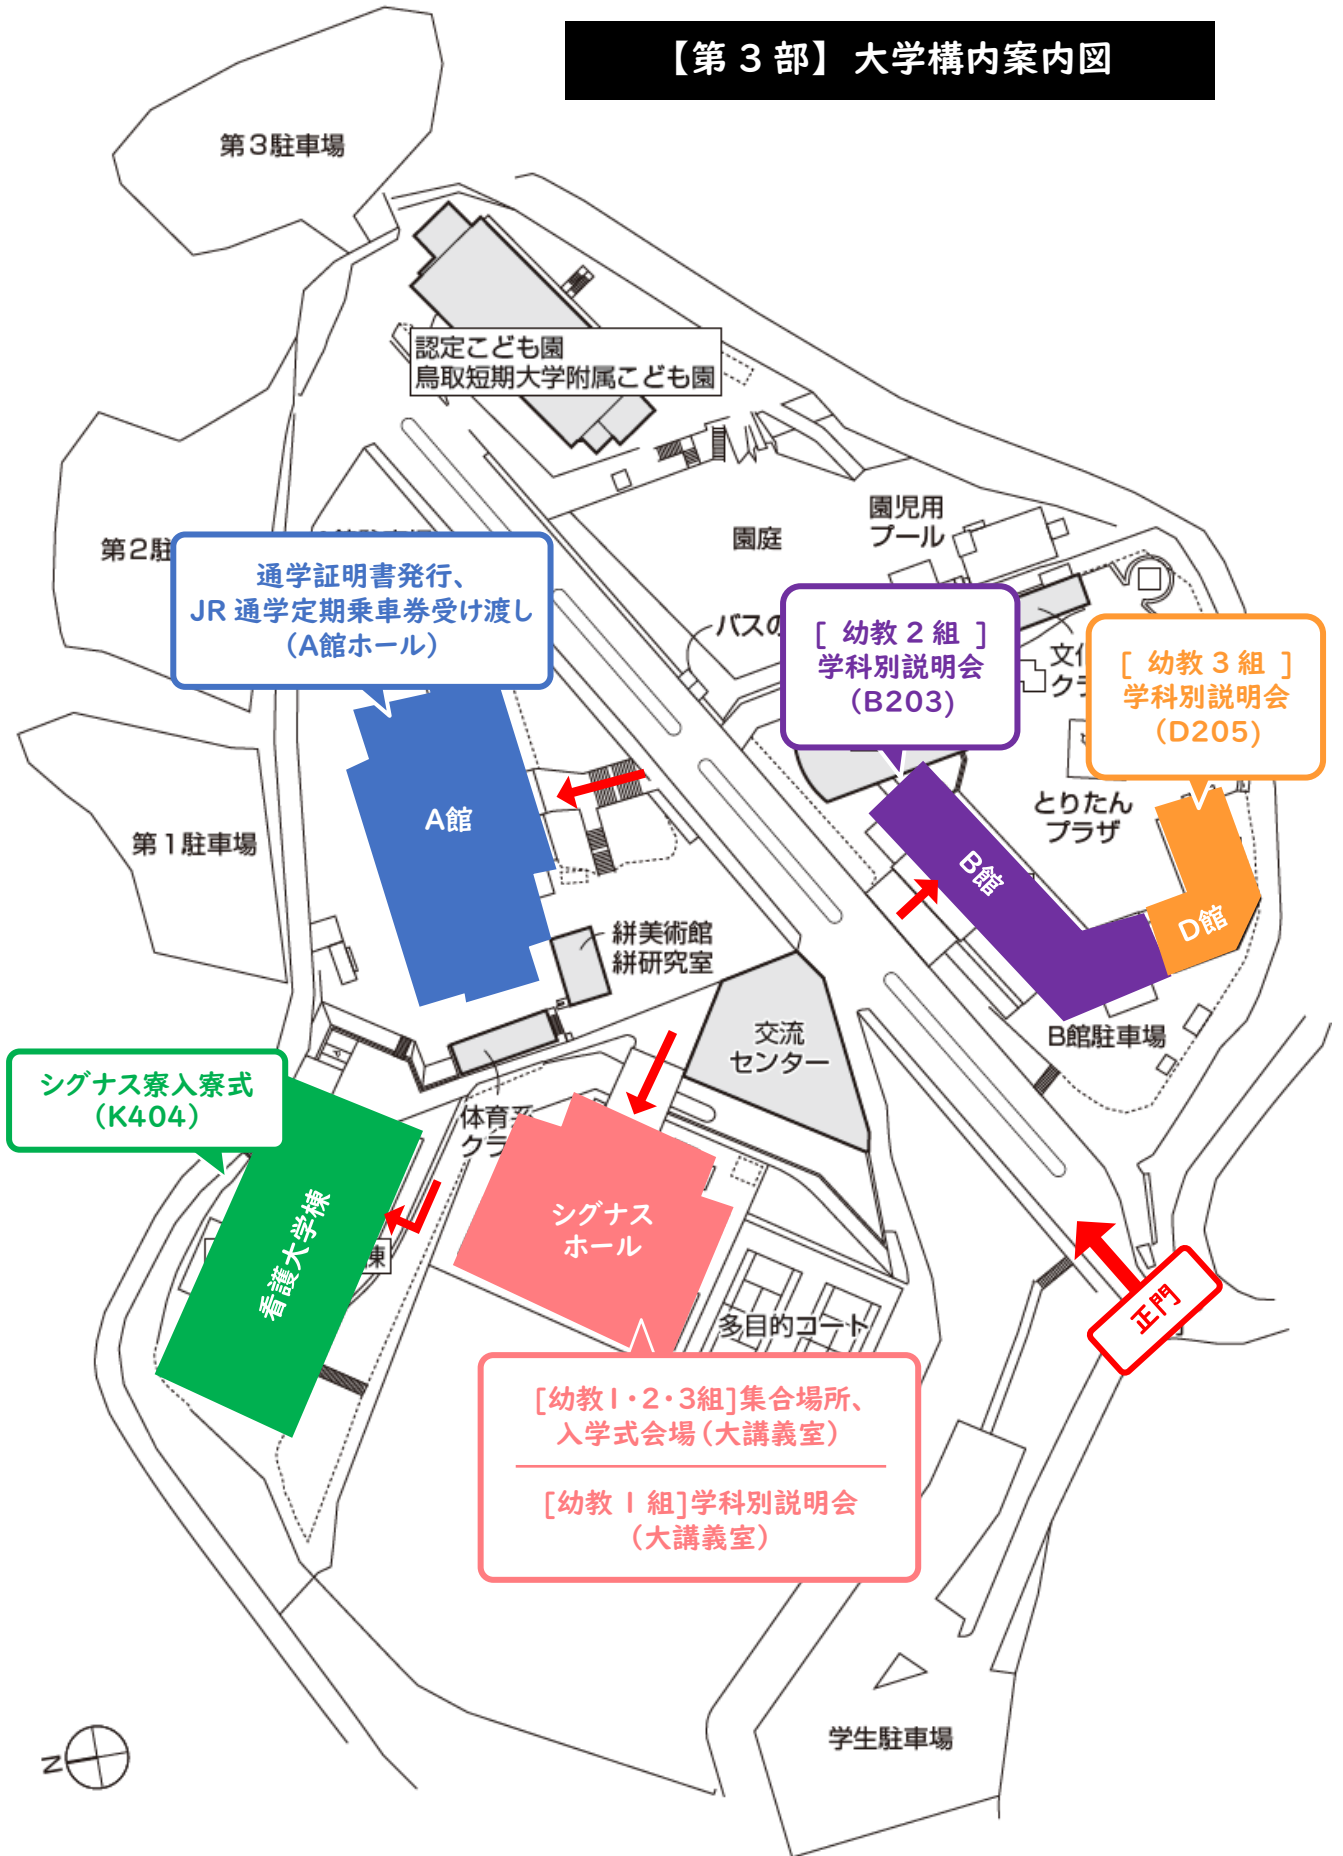 【第3部】大学構内案内図
第3駐車場
認定こども園
鳥取短期大学附属こども園
園児用
プール
園庭
第2駐
通学証明書発行、
JR通学定期乗車券受け渡し
(A館ホール)
バスの
[ 幼教2組 ]
学科別説明会
(B203)
[ 幼教3組 ]
学科別説明会
(D205)
とりたん
プラザ
A館
第1駐車場
B館
D館
絣美術館
絣研究室
交流
センター
B館駐車場
シグナス寮入寮式
(K404)
体育系
クラ
看護大学棟
棟
シグナス
ホール
正門
多目的コート
[幼教1・2・3組]集合場所、
入学式会場(大講義室)
[幼教1組]学科別説明会
(大講義室)
学生駐車場
N